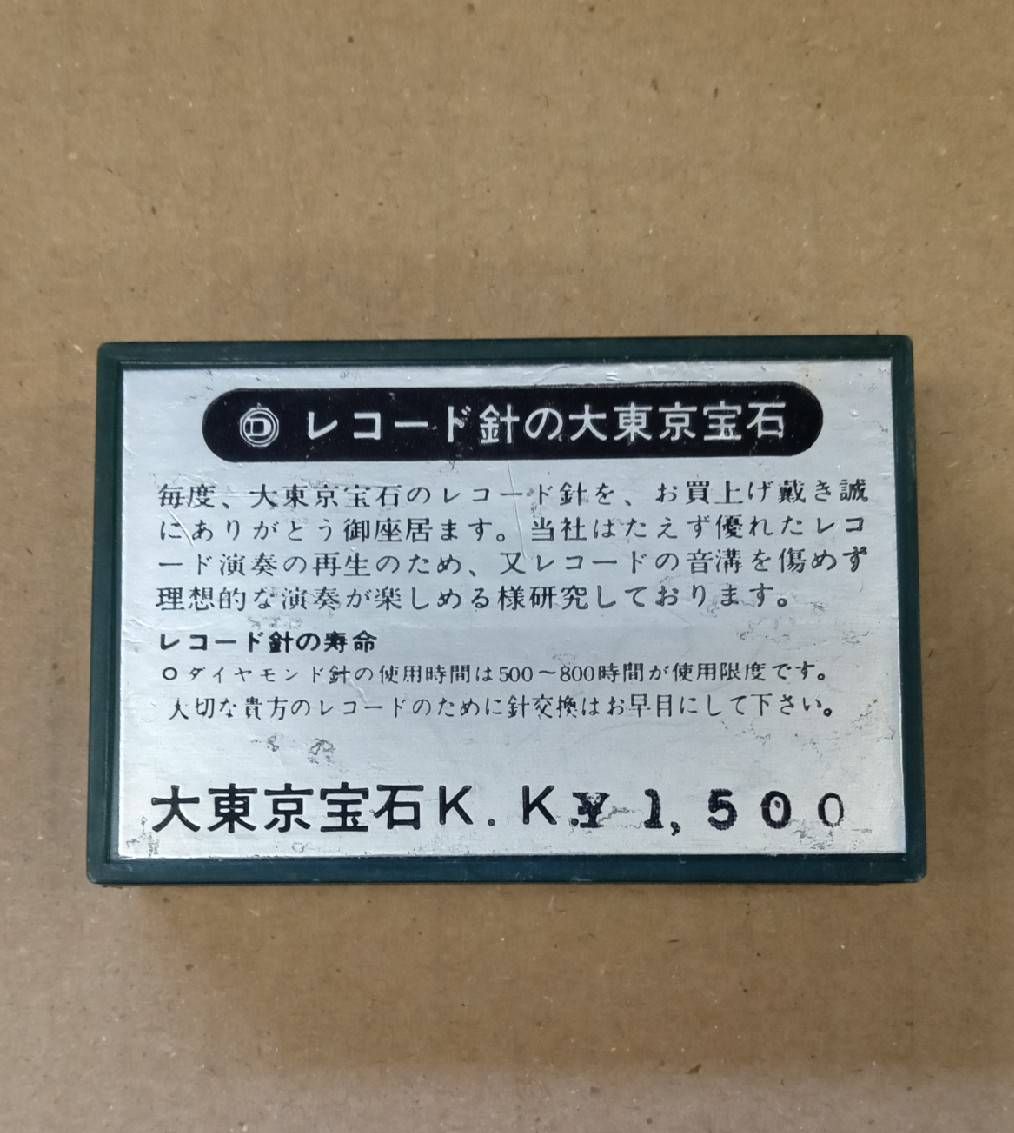 D レコード針の大東京宝石
毎度、大東京宝石のレコード針を、お買上げ戴き誠
にありがとう御座居ます。当社はたえず優れたレコ
ード演奏の再生のため、又レコードの音溝を傷めず
理想的な演奏が楽しめる様研究しております。
レコード針の寿命
○ダイヤモンド針の使用時間は500〜800時間が使用限度です。
大切な貴方のレコードのために針交換はお早目にして下さい。
大東京宝石K.K.¥1,500